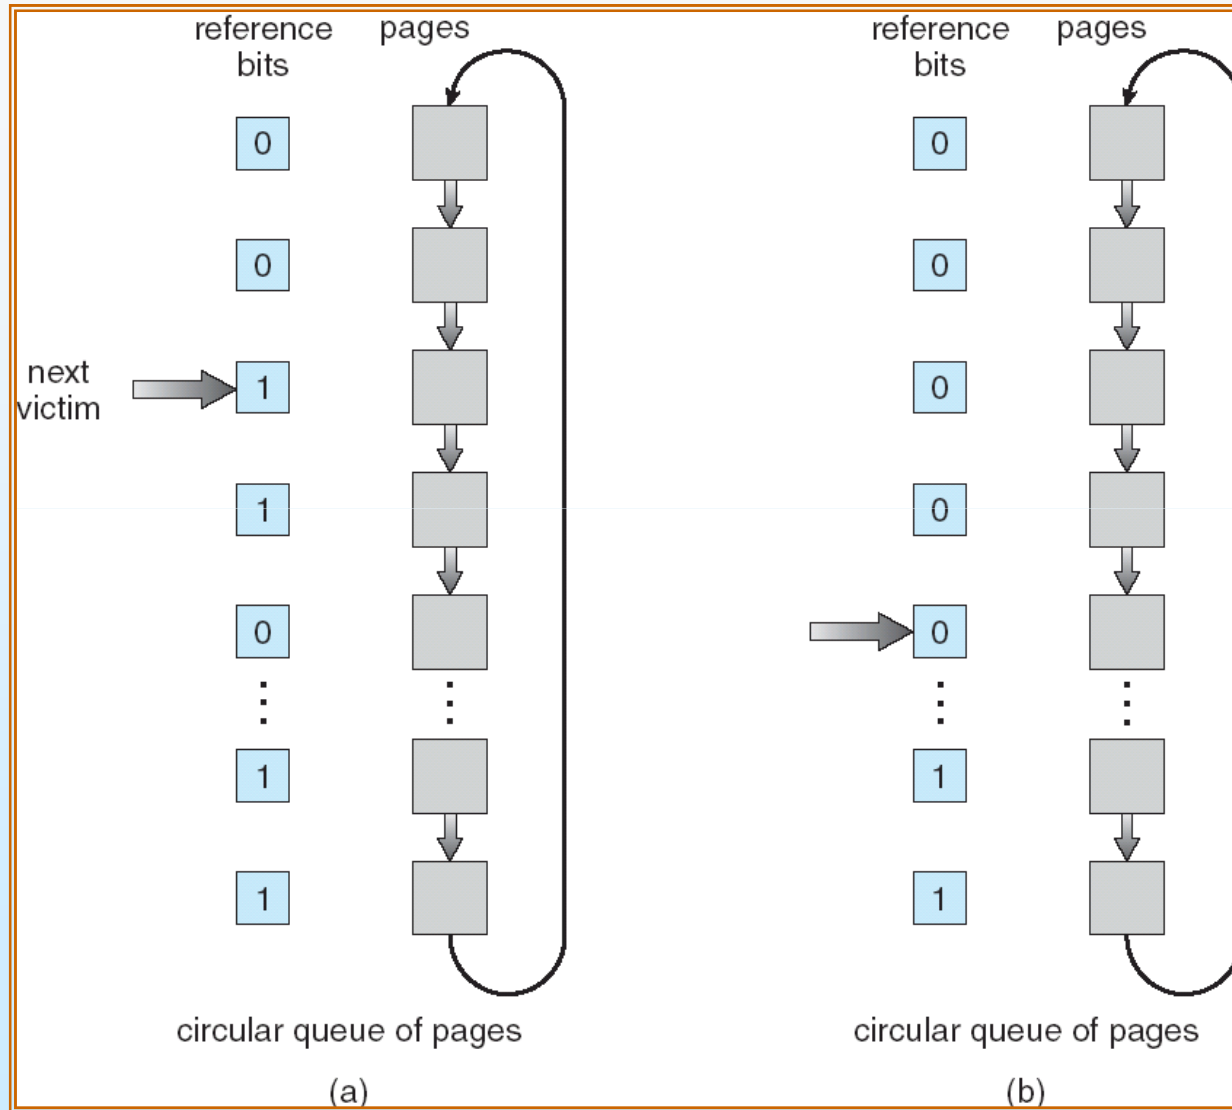 reference bits
pages
0
0
next victim
1
1
0
1
1
circular queue of pages
(a)
reference bits
pages
0
0
0
0
0
1
1
circular queue of pages
(b)